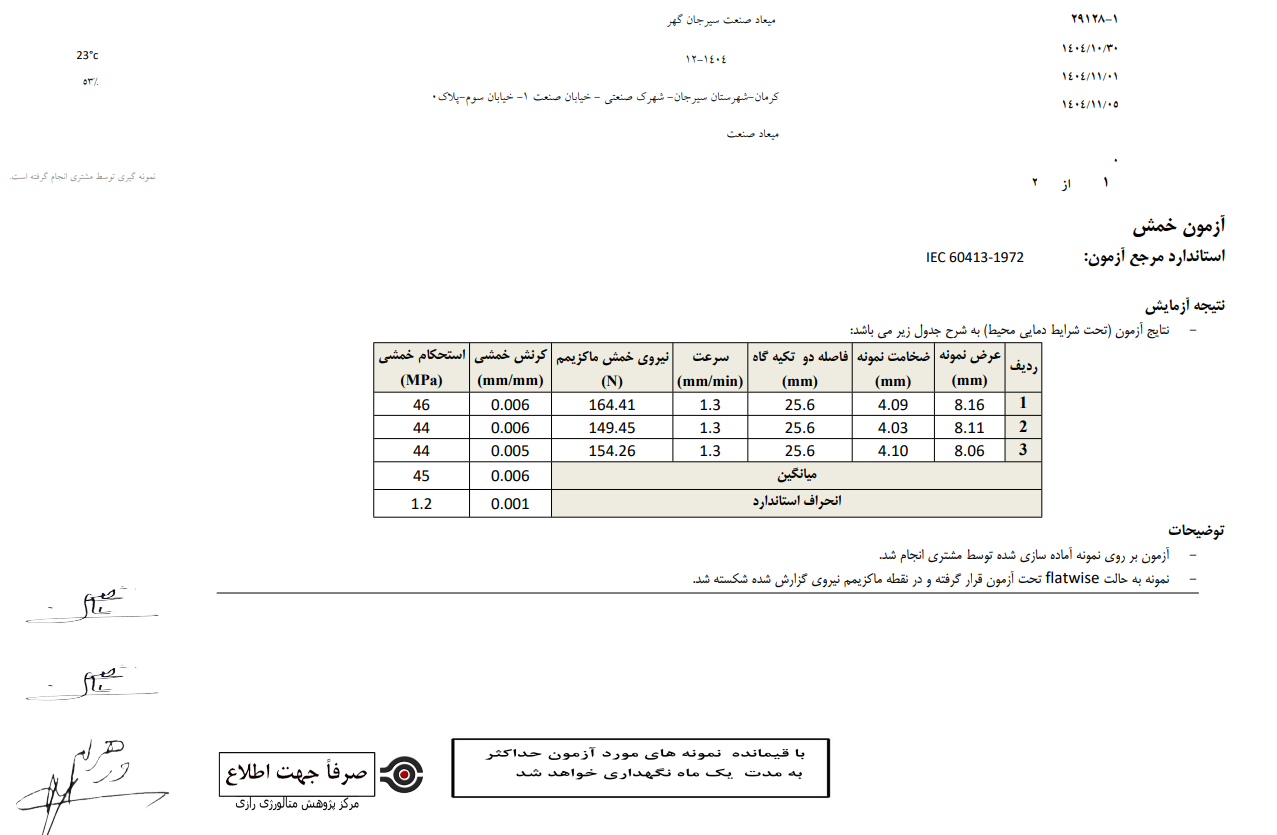 ۲۹۱۲۸-۱
میعاد صنعت سیرجان گهر
۱٤۰٤/۱۰/۳۰
۱۲-۱٤۰٤
23°c
۱٤۰٤/۱۱/۰۱
۵۳٪
کرمان-شهرستان سیرجان- شهرک صنعتی - خیابان صنعت ۱- خیابان سوم-پلاک۰
۱٤۰٤/۱۱/۰۵
میعاد صنعت
۰
۱ از ۲
نمونه گیری توسط مشتری انجام گرفته است.
آزمون خمش
استاندارد مرجع آزمون: IEC 60413-1972
نتیجه آزمایش
- نتایج آزمون (تحت شرایط دمایی محیط) به شرح جدول زیر می باشد:
ردیف عرض نمونه (mm) ضخامت نمونه (mm) فاصله دو تکیه گاه (mm) سرعت (mm/min) نیروی خمش ماکزیمم (N) کرنش خمشی (mm/mm) استحکام خمشی (MPa)
1 8.16 4.09 25.6 1.3 164.41 0.006 46
2 8.11 4.03 25.6 1.3 149.45 0.006 44
3 8.06 4.10 25.6 1.3 154.26 0.005 44
میانگین 0.006 45
انحراف استاندارد 0.001 1.2
توضیحات
- آزمون بر روی نمونه آماده سازی شده توسط مشتری انجام شد.
- نمونه به حالت flatwise تحت آزمون قرار گرفته و در نقطه ماکزیمم نیروی گزارش شده شکسته شد.
با قیمانده نمونه های مورد آزمون حداکثر
به مدت یک ماه نگهداری خواهد شد
صرفاً جهت اطلاع
مرکز پژوهش متالورژی رازی